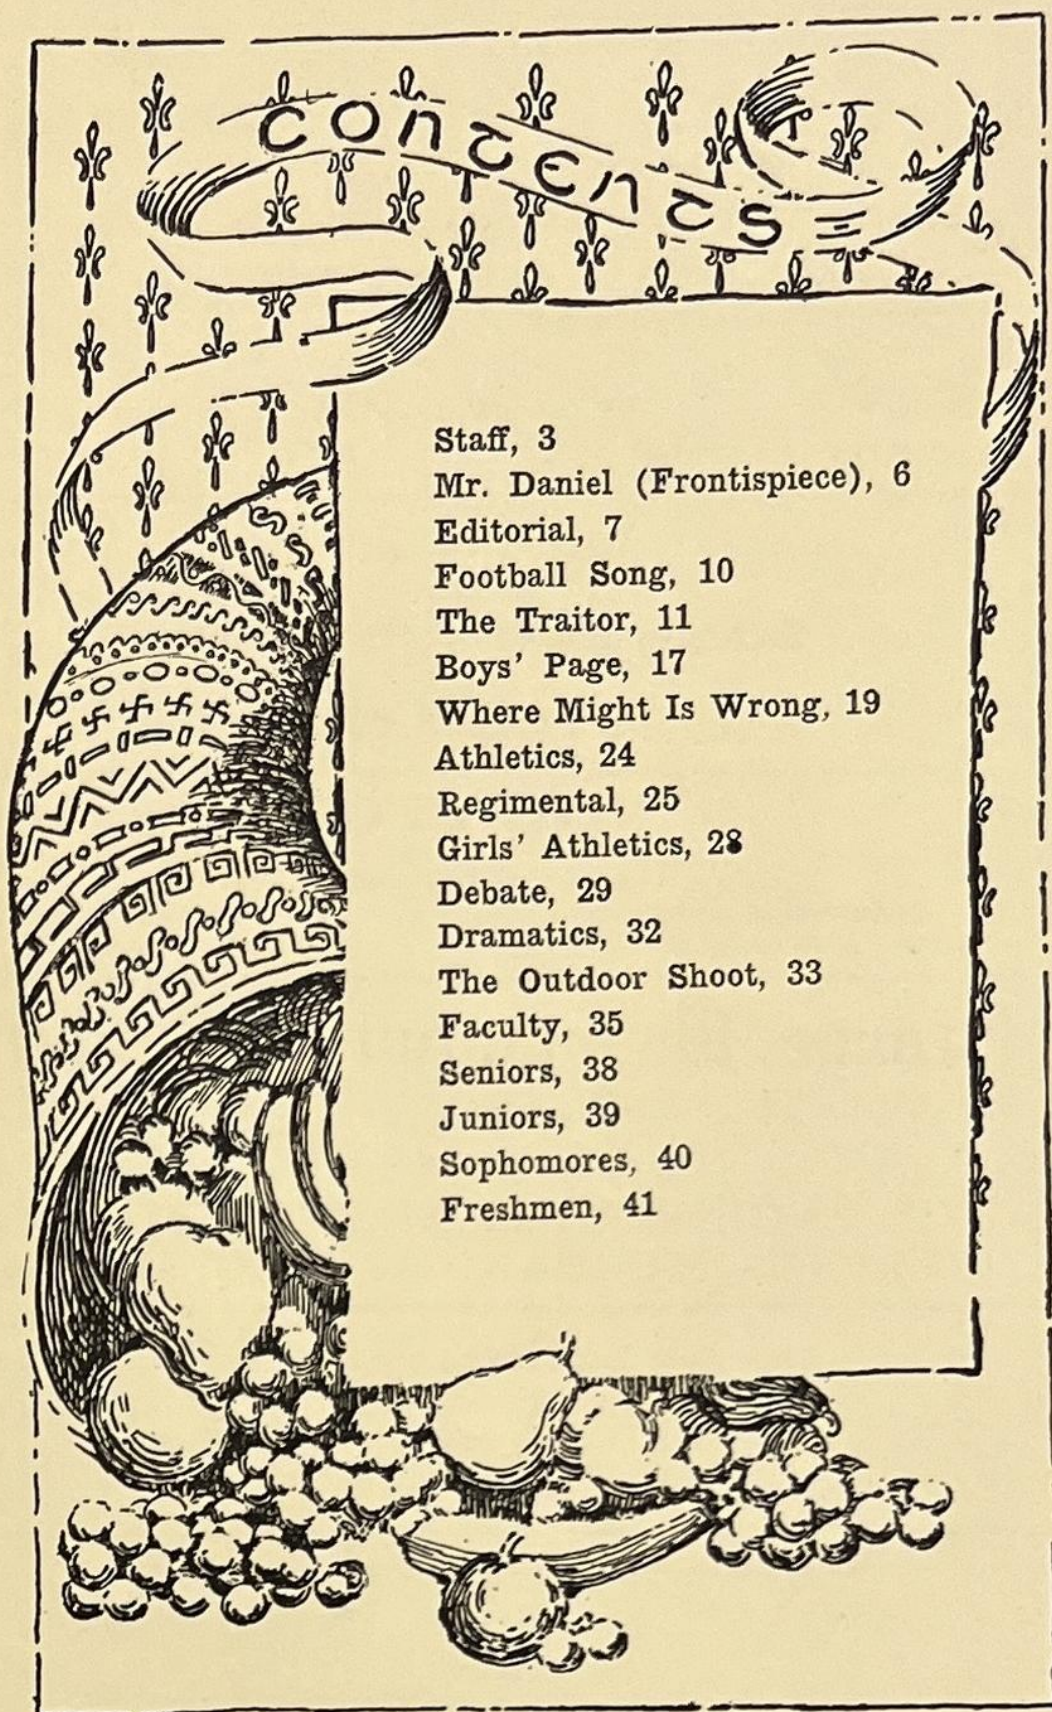 CONTENTS
Staff, 3
Mr. Daniel (Frontispiece), 6
Editorial, 7
Football Song, 10
The Traitor, 11
Boys' Page, 17
Where Might Is Wrong, 19
Athletics, 24
Regimental, 25
Girls' Athletics, 28
Debate, 29
Dramatics, 32
The Outdoor Shoot, 33
Faculty, 35
Seniors, 38
Juniors, 39
Sophomores, 40
Freshmen, 41